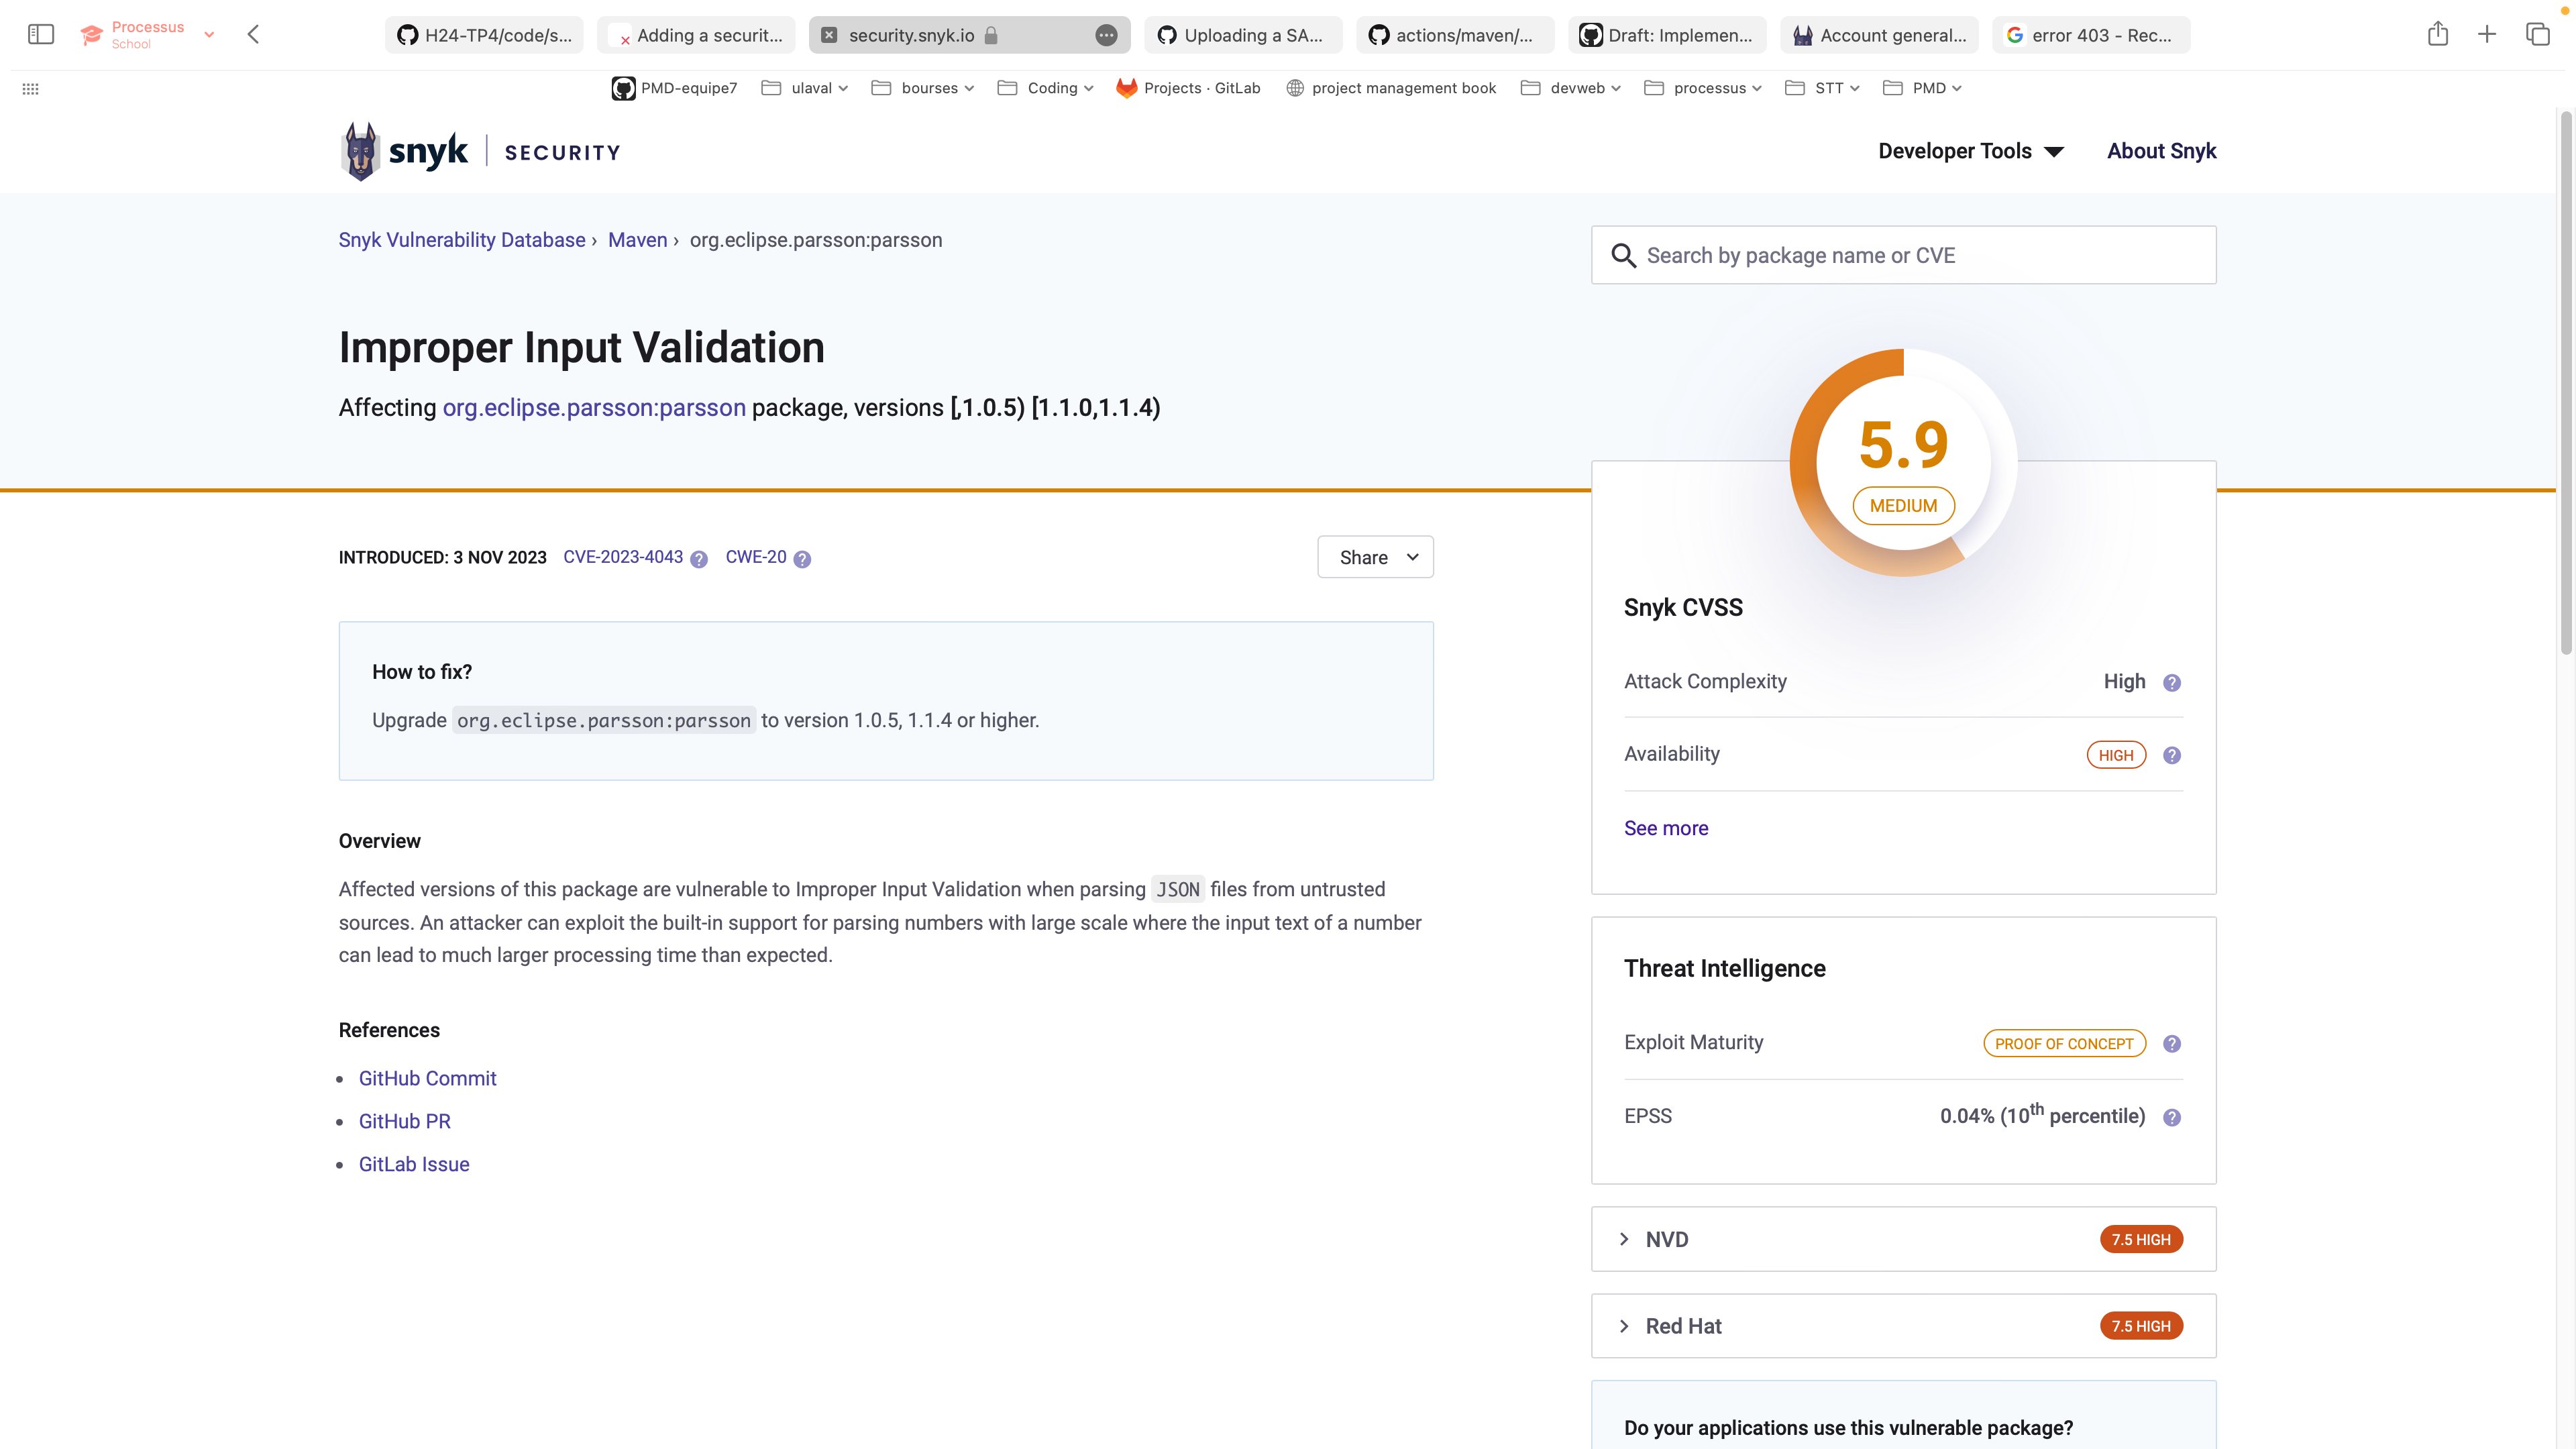 Processus
School
H24-TP4/code/s...
Adding a securit...
security.snyk.io
Uploading a SA...
actions/maven/...
Draft: Implemen...
Account general...
error 403 - Rec...
PMD-equipe7
ulaval
bourses
Coding
Projects · GitLab
project management book
devweb
processus
STT
PMD
snyk | SECURITY
Developer Tools
About Snyk
Snyk Vulnerability Database › Maven › org.eclipse.parsson:parsson
Search by package name or CVE
Improper Input Validation
Affecting org.eclipse.parsson:parsson package, versions [,1.0.5) [1.1.0,1.1.4)
5.9
MEDIUM
INTRODUCED: 3 NOV 2023 CVE-2023-4043 ? CWE-20 ?
Share
How to fix?
Upgrade org.eclipse.parsson:parsson to version 1.0.5, 1.1.4 or higher.
Overview
Affected versions of this package are vulnerable to Improper Input Validation when parsing JSON files from untrusted
sources. An attacker can exploit the built-in support for parsing numbers with large scale where the input text of a number
can lead to much larger processing time than expected.
References
• GitHub Commit
• GitHub PR
• GitLab Issue
Snyk CVSS
Attack Complexity High ?
Availability HIGH ?
See more
Threat Intelligence
Exploit Maturity PROOF OF CONCEPT ?
EPSS 0.04% (10th percentile) ?
NVD 7.5 HIGH
Red Hat 7.5 HIGH
Do your applications use this vulnerable package?